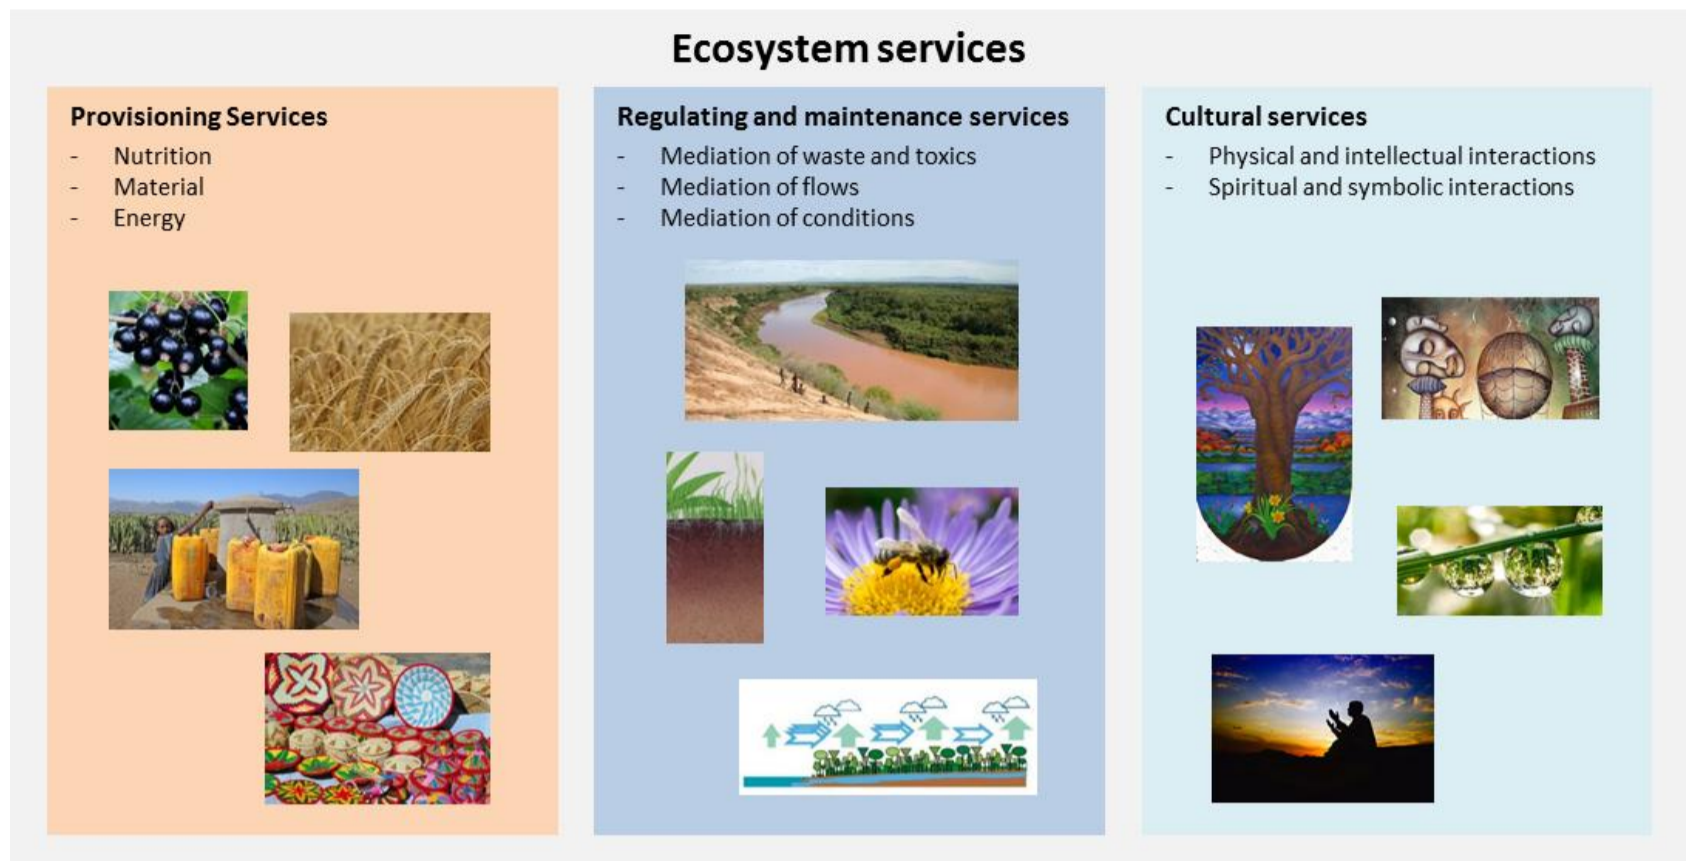 Ecosystem services
Provisioning Services
- Nutrition
- Material
- Energy
Regulating and maintenance services
- Mediation of waste and toxics
- Mediation of flows
- Mediation of conditions
Cultural services
- Physical and intellectual interactions
- Spiritual and symbolic interactions